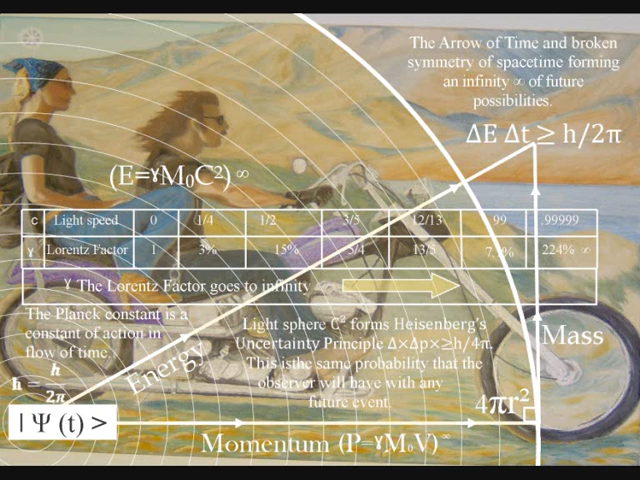 The Arrow of Time and broken
symmetry of spacetime forming
an infinity ∞ of future
possibilities.
ΔE Δt ≥ h/2π
(E=ɤM₀C²)∞
c Light speed 0 1/4 1/2 3/5 12/13 99 .99999
γ Lorentz Factor 1 3% 15% 5/4 13/5 7.1% 224% ∞
γ The Lorentz Factor goes to infinity
The Planck constant is a
constant of action in
flow of time.
ħ = h/2π
Energy
Light sphere C² forms Heisenberg's
Uncertainty Principle Δ×Δp×≥h/4π.
This isthe same probability that the
observer will have with any
future event.
Mass
4πr²
| Ψ (t) >
Momentum (P=ɤM₀V)∞